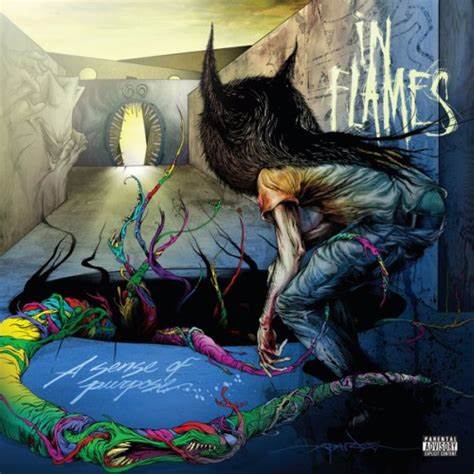 iN
FLAMES
A sense of
purpose....
PARENTAL
ADVISORY
EXPLICIT CONTENT